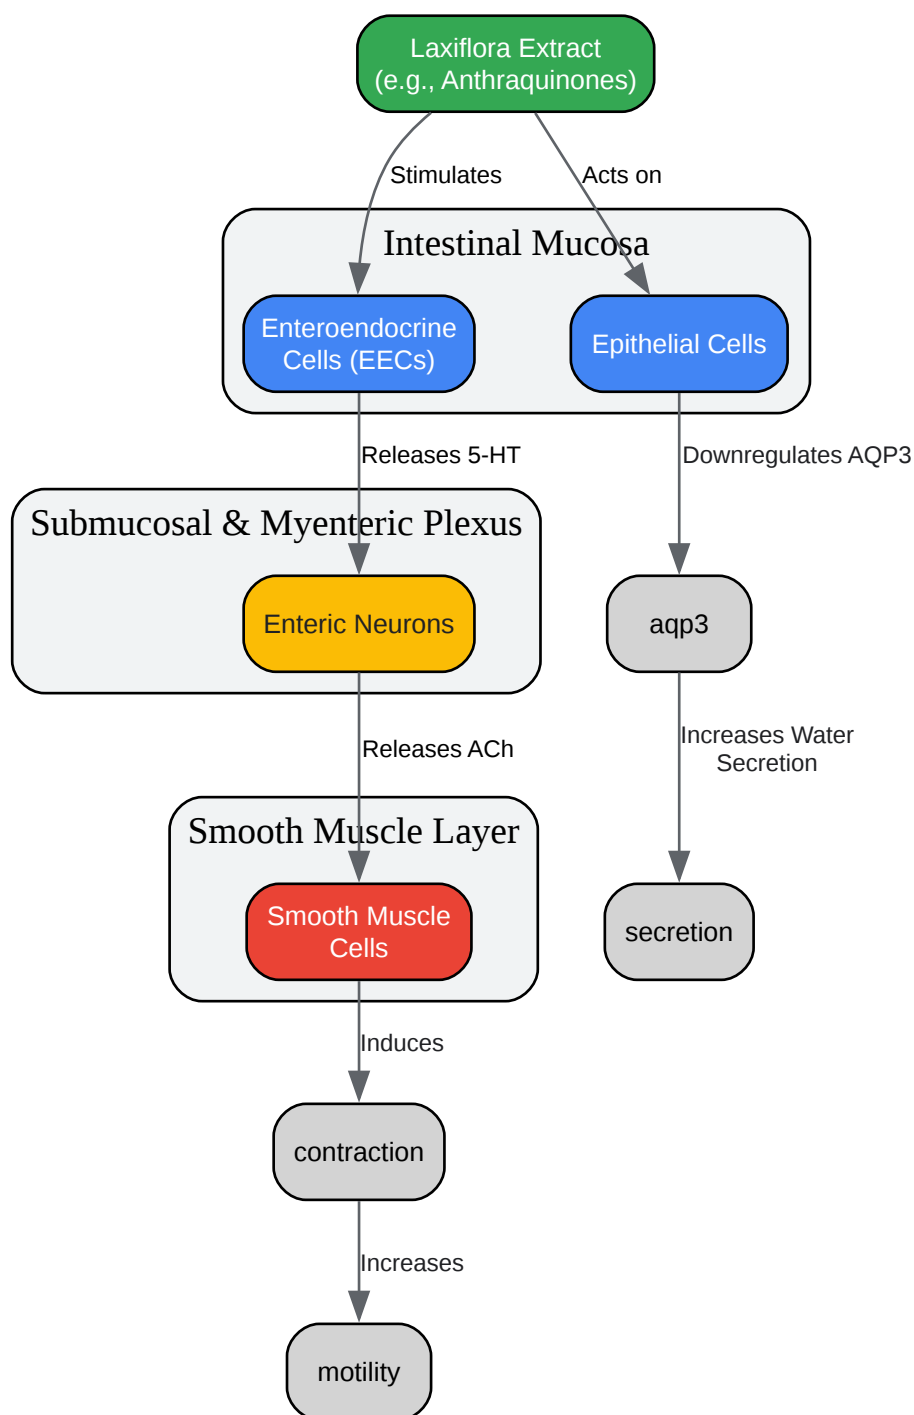 Laxiflora Extract
(e.g., Anthraquinones)
Stimulates
Acts on
Intestinal Mucosa
Enteroendocrine
Cells (EECs)
Epithelial Cells
Releases 5-HT
Downregulates AQP3
Submucosal & Myenteric Plexus
Enteric Neurons
aqp3
Releases ACh
Increases Water
Secretion
Smooth Muscle Layer
Smooth Muscle
Cells
secretion
Induces
contraction
Increases
motility